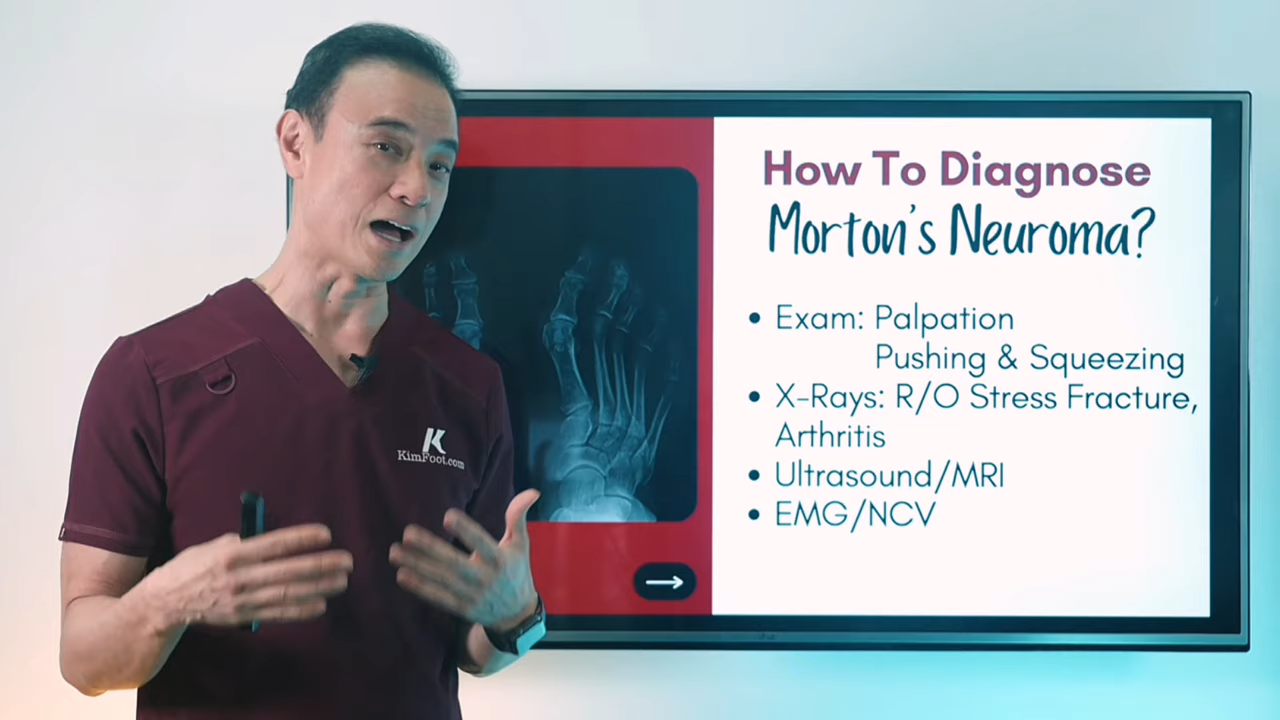 How To Diagnose
Morton's Neuroma?
• Exam: Palpation
Pushing & Squeezing
• X-Rays: R/O Stress Fracture,
Arthritis
• Ultrasound/MRI
• EMG/NCV
K
KimFoot.com